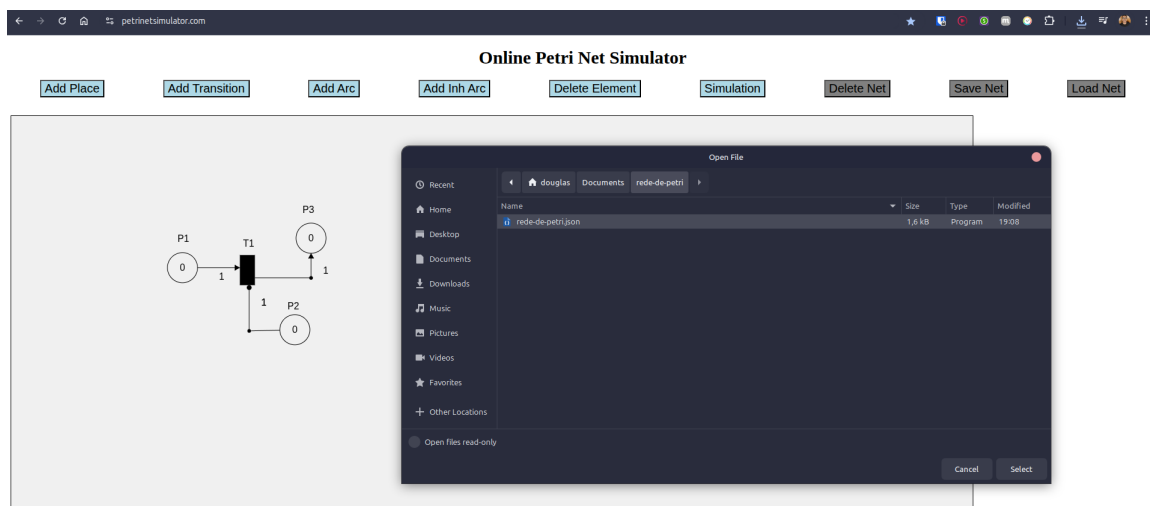 petrinetsimulator.com
Online Petri Net Simulator
Add Place Add Transition Add Arc Add Inh Arc Delete Element Simulation Delete Net Save Net Load Net
Open File
Recent
douglas Documents rede-de-petri
Home
Name Size Type Modified
rede-de-petri.json 1,6 kB Program 19:08
Desktop
Documents
Downloads
Music
Pictures
Videos
Favorites
Other Locations
Open files read-only
Cancel Select
P3
0
P1
T1
0
1
1
1
P2
0